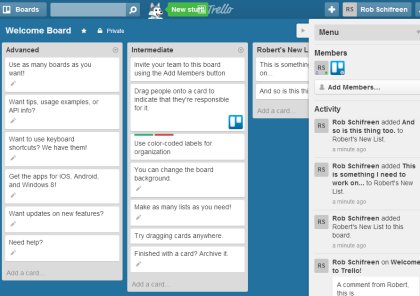 Boards
New stuff!
Trello
Rob Schifreen
Welcome Board
Private
Advanced
Use as many boards as you
want!
Want tips, usage examples, or
API info?
Want to use keyboard
shortcuts? We have them!
Get the apps for iOS, Android,
and Windows 8!
Want updates on new features?
Need help?
Add a card...
Intermediate
Invite your team to this board
using the Add Members button
Drag people onto a card to
indicate that they're responsible
for it.
Use color-coded labels for
organization
You can change the board
background.
Make as many lists as you need!
Try dragging cards anywhere.
Finished with a card? Archive it.
Add a card...
Robert's New List
This is something
on...
And so is this
Add a card...
Menu
Members
RS
Add Members...
Activity
RS
Rob Schifreen added And
so is this thing too. to
Robert's New List.
a minute ago
RS
Rob Schifreen added This
is something I need to
work on... to Robert's New
List.
a minute ago
RS
Rob Schifreen added
Robert's New List to this
board.
a minute ago
RS
Rob Schifreen on Welcome
to Trello!
A comment from Robert,
this is